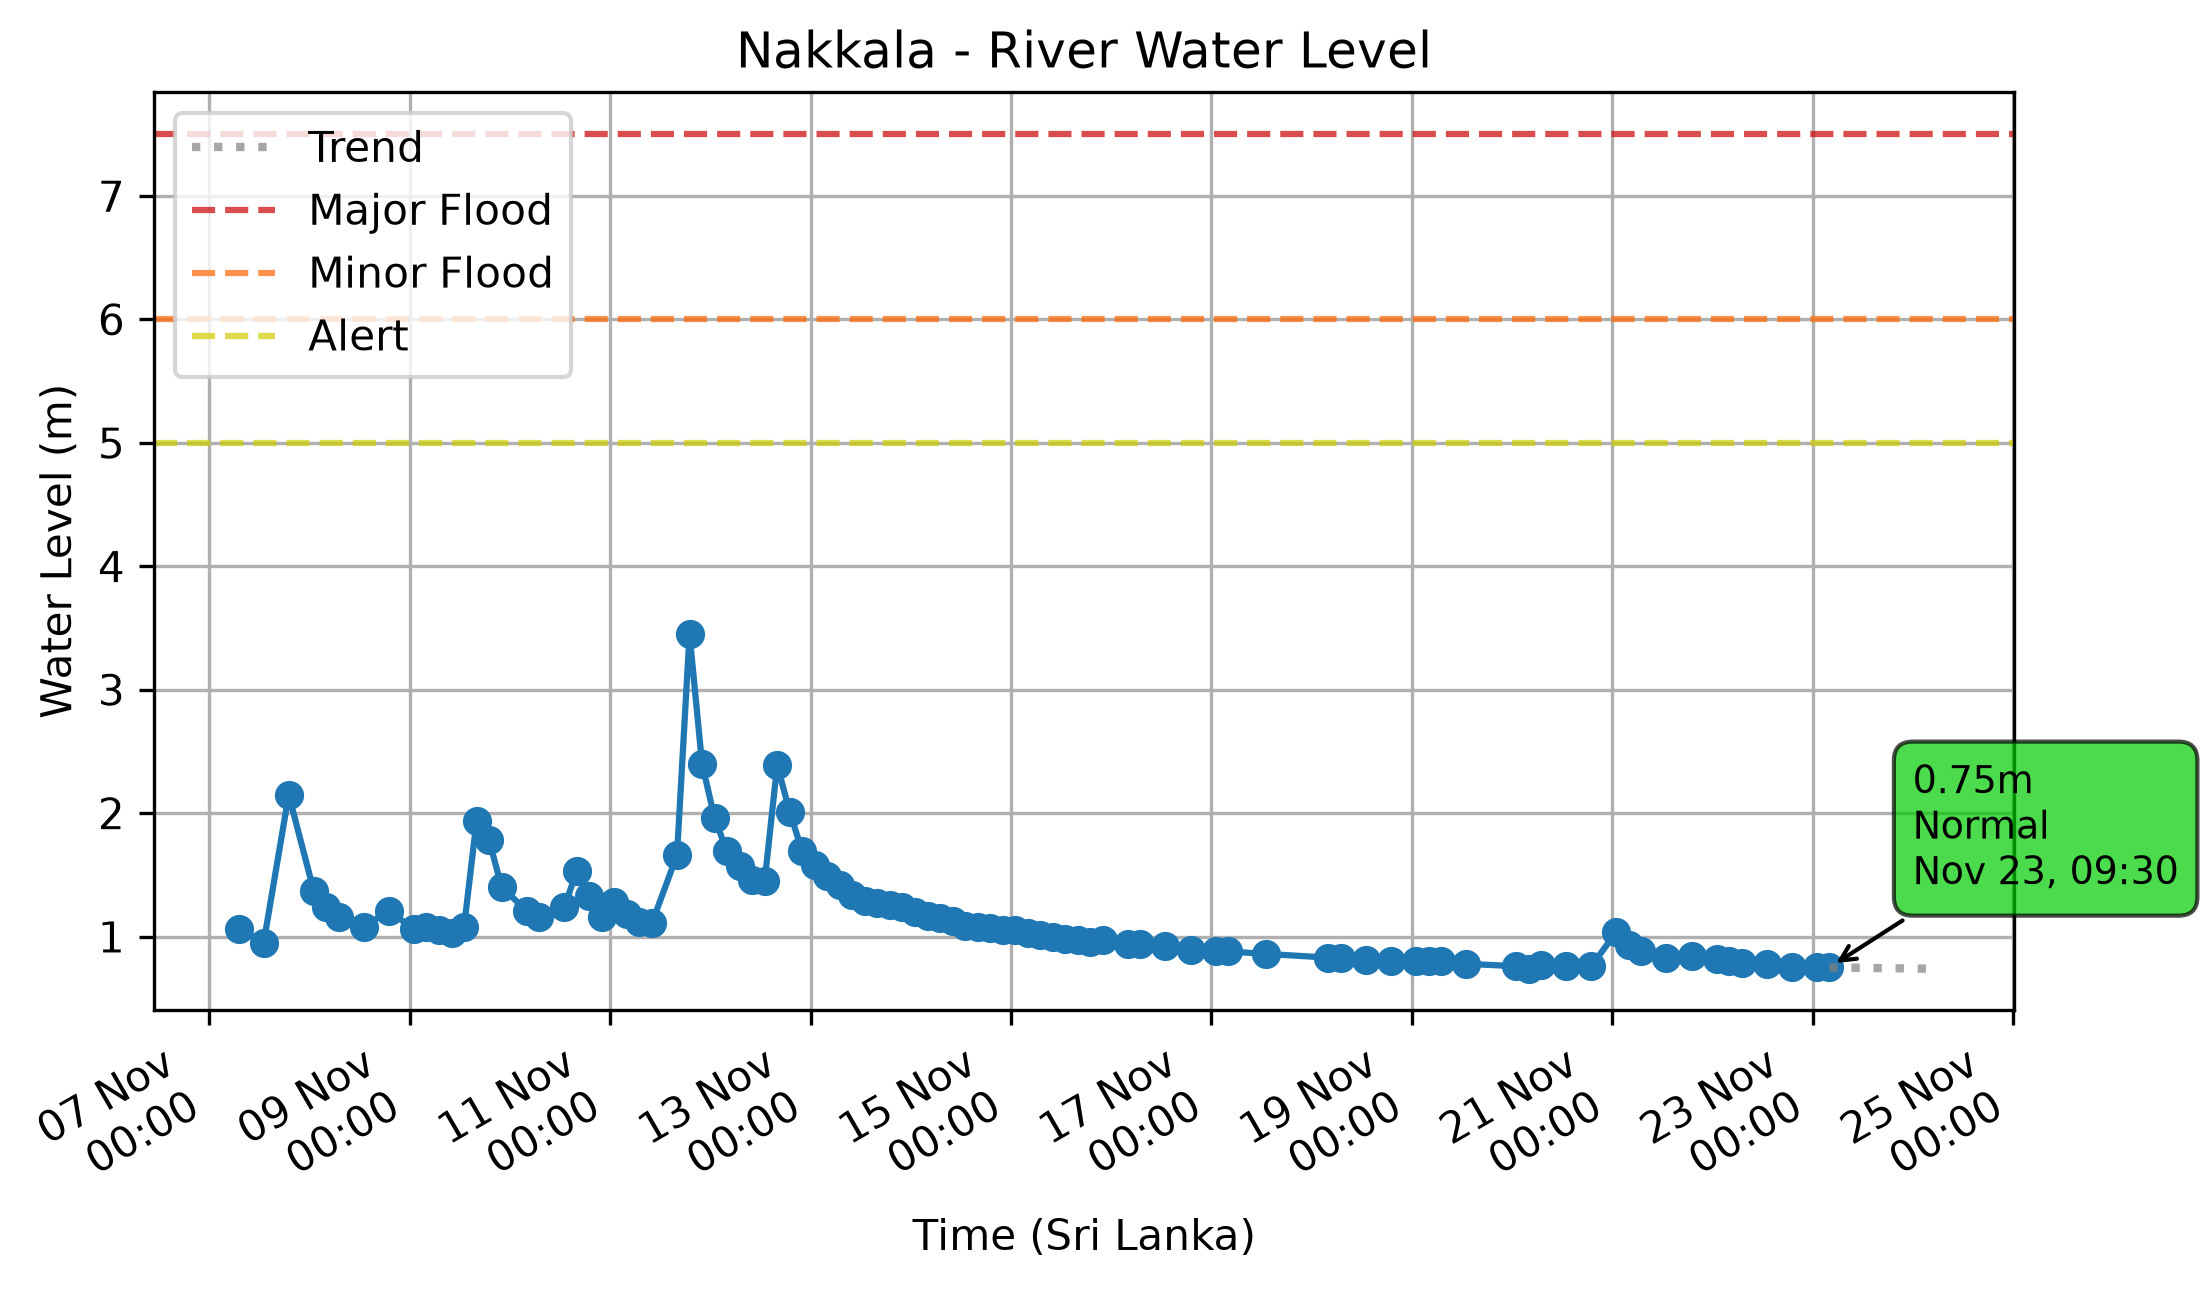 Nakkala - River Water Level
Trend
Major Flood
Minor Flood
Alert
Water Level (m)
7
6
5
4
3
2
1
0.75m
Normal
Nov 23, 09:30
07 Nov
00:00
09 Nov
00:00
11 Nov
00:00
13 Nov
00:00
15 Nov
00:00
17 Nov
00:00
19 Nov
00:00
21 Nov
00:00
23 Nov
00:00
25 Nov
00:00
Time (Sri Lanka)